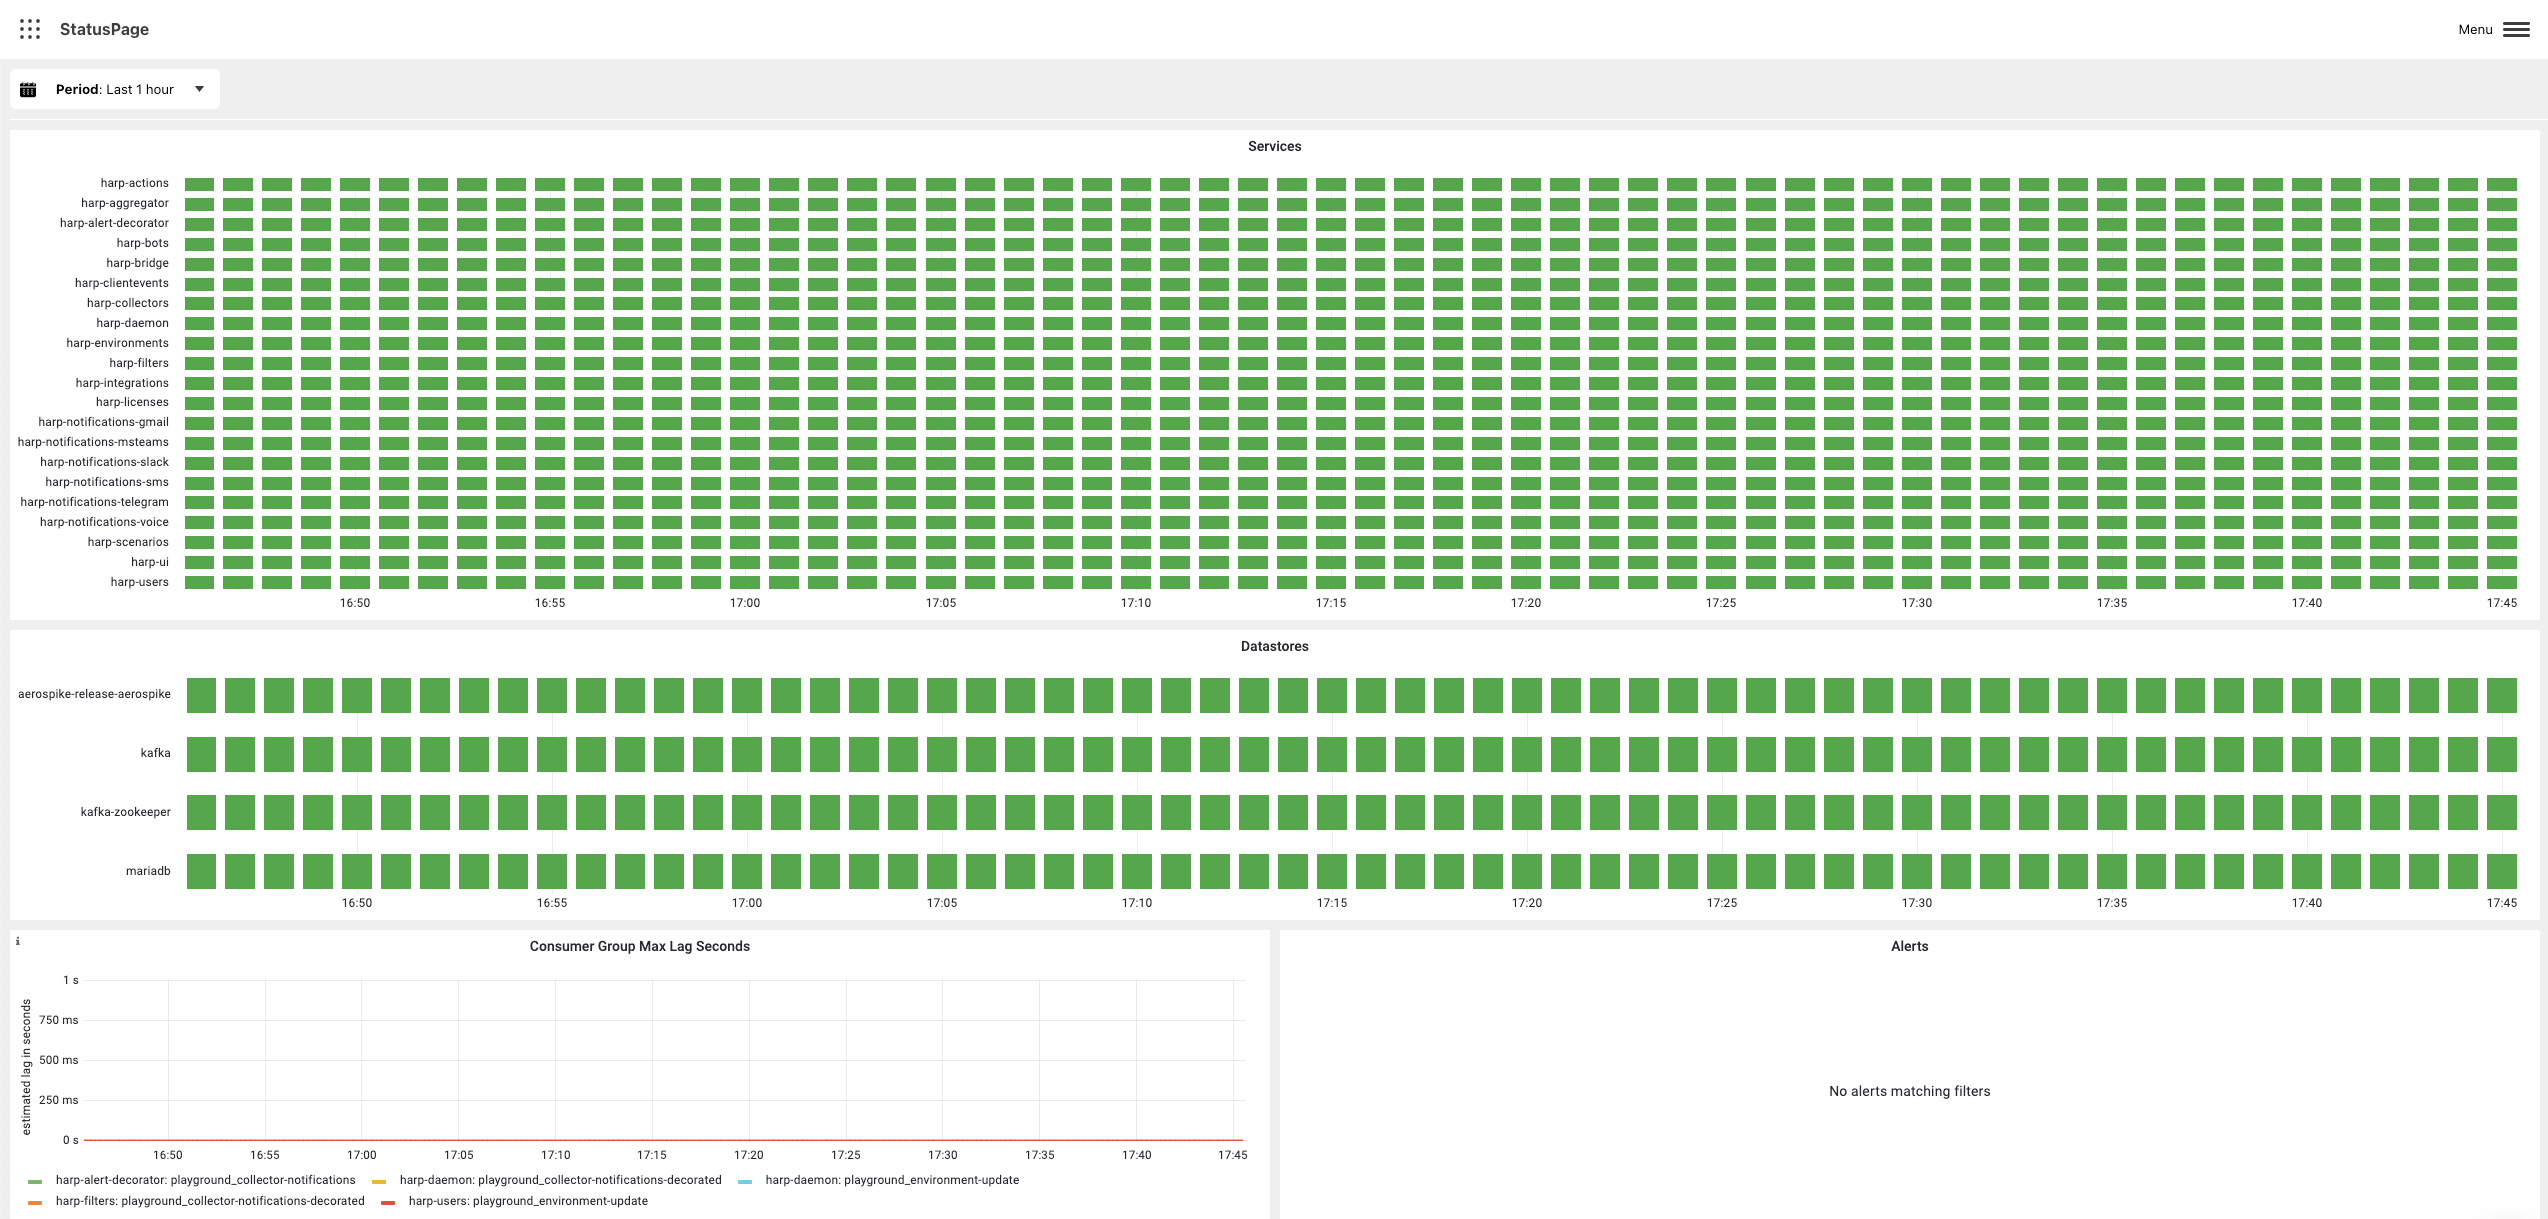 StatusPage
Menu
Period: Last 1 hour
Services
harp-actions
harp-aggregator
harp-alert-decorator
harp-bots
harp-bridge
harp-clientevents
harp-collectors
harp-daemon
harp-environments
harp-filters
harp-integrations
harp-licenses
harp-notifications-gmail
harp-notifications-msteams
harp-notifications-slack
harp-notifications-sms
harp-notifications-telegram
harp-notifications-voice
harp-scenarios
harp-ui
harp-users
16:50 16:55 17:00 17:05 17:10 17:15 17:20 17:25 17:30 17:35 17:40 17:45
Datastores
aerospike-release-aerospike
kafka
kafka-zookeeper
mariadb
16:50 16:55 17:00 17:05 17:10 17:15 17:20 17:25 17:30 17:35 17:40 17:45
i
Consumer Group Max Lag Seconds
estimated lag in seconds
1 s
750 ms
500 ms
250 ms
0 s
16:50 16:55 17:00 17:05 17:10 17:15 17:20 17:25 17:30 17:35 17:40 17:45
harp-alert-decorator: playground_collector-notifications harp-daemon: playground_collector-notifications-decorated harp-daemon: playground_environment-update
harp-filters: playground_collector-notifications-decorated harp-users: playground_environment-update
Alerts
No alerts matching filters